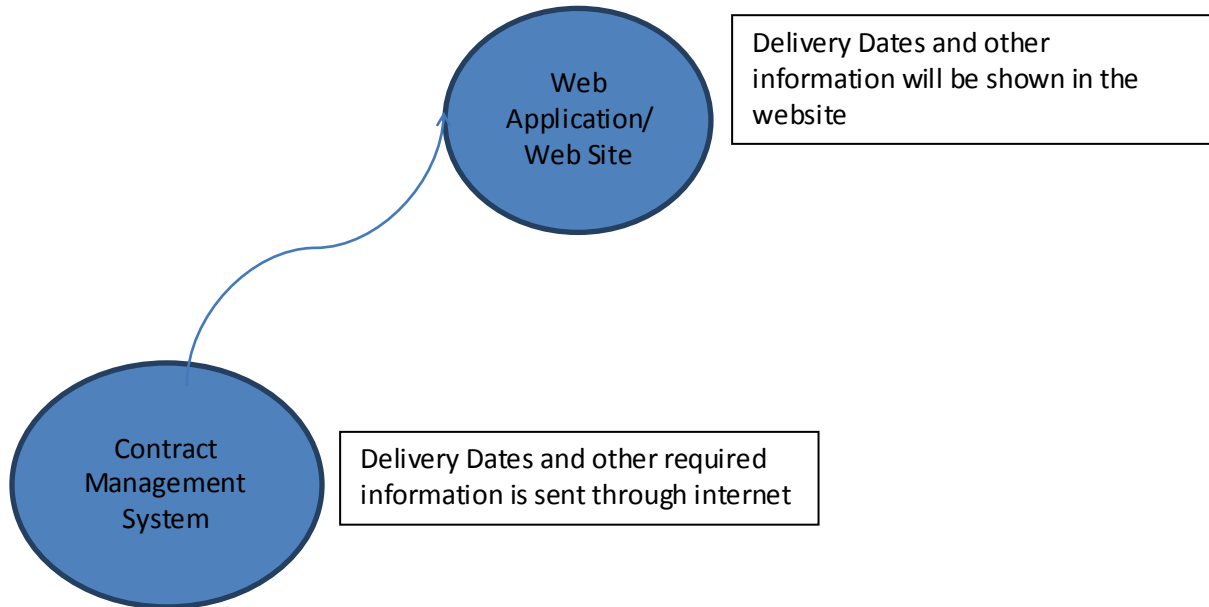 Web
Application/
Web Site
Delivery Dates and other
information will be shown in the
website
Contract
Management
System
Delivery Dates and other required
information is sent through internet